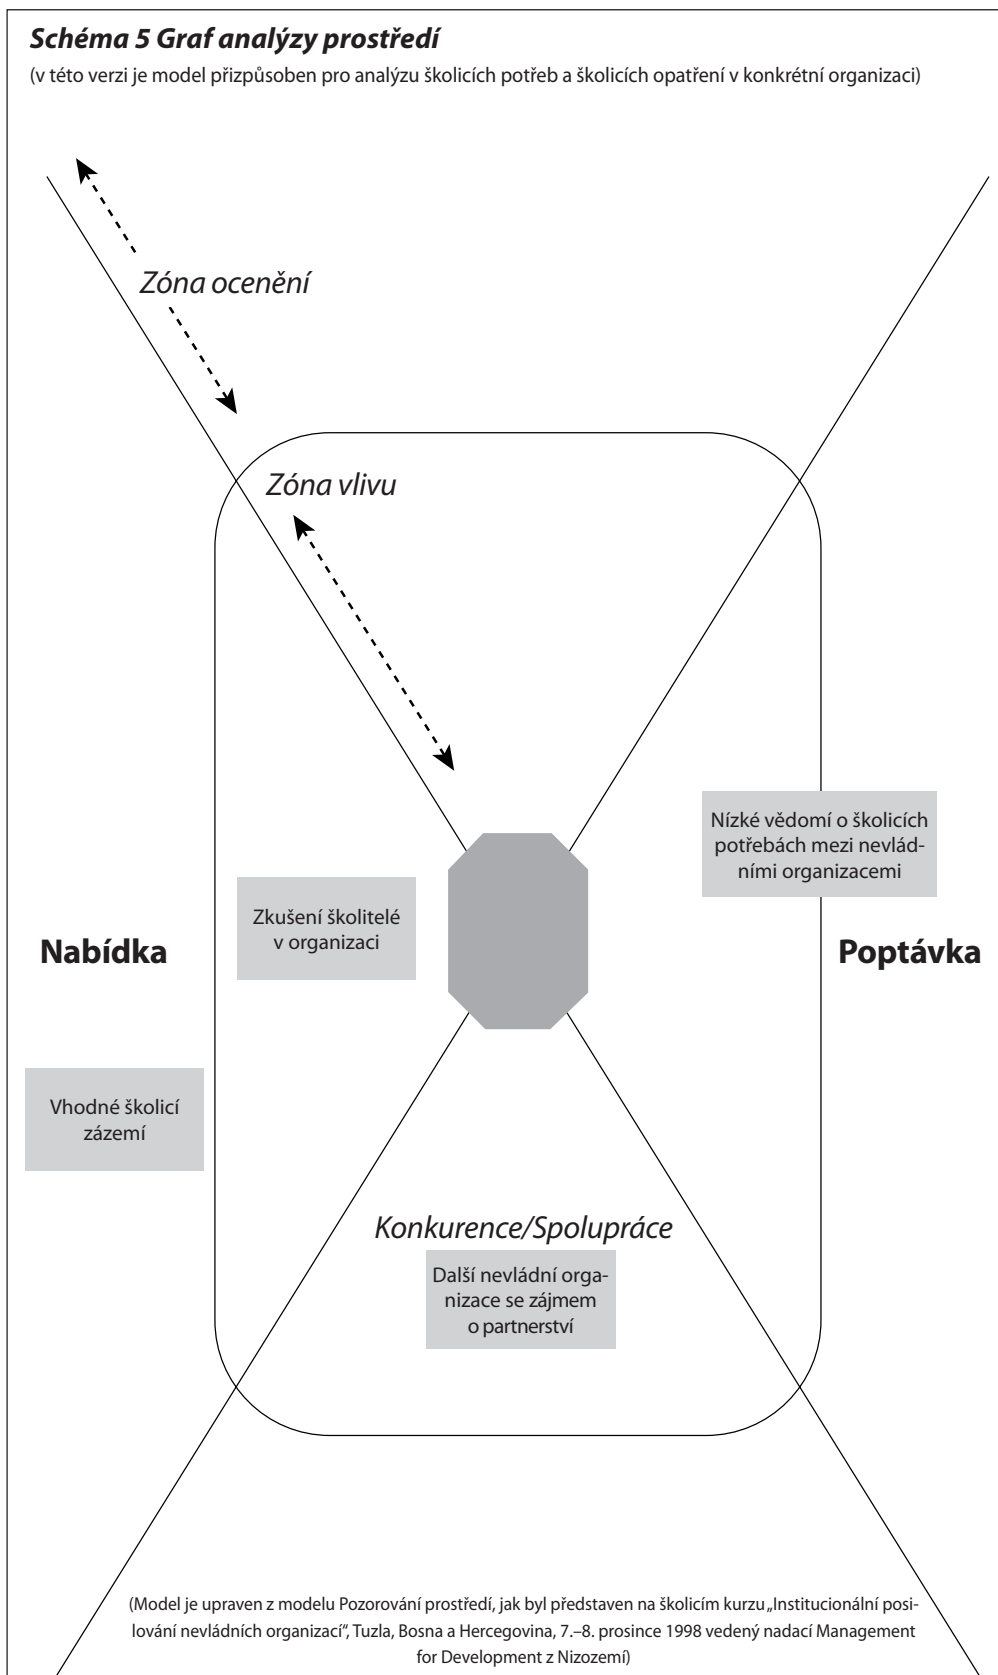 Schéma 5 Graf analýzy prostředí
(v této verzi je model přizpůsoben pro analýzu školicích potřeb a školicích opatření v konkrétní organizaci)
Zóna ocenění
Zóna vlivu
Nízké vědomí o školicích
potřebách mezi nevlád-
ními organizacemi
Zkušení školitelé
v organizaci
Nabídka
Poptávka
Vhodné školicí
zázemí
Konkurence/Spolupráce
Další nevládní orga-
nizace se zájmem
o partnerství
(Model je upraven z modelu Pozorování prostředí, jak byl představen na školicím kurzu „Institucionální posi-
lování nevládních organizací“, Tuzla, Bosna a Hercegovina, 7.–8. prosince 1998 vedený nadací Management
for Development z Nizozemí)